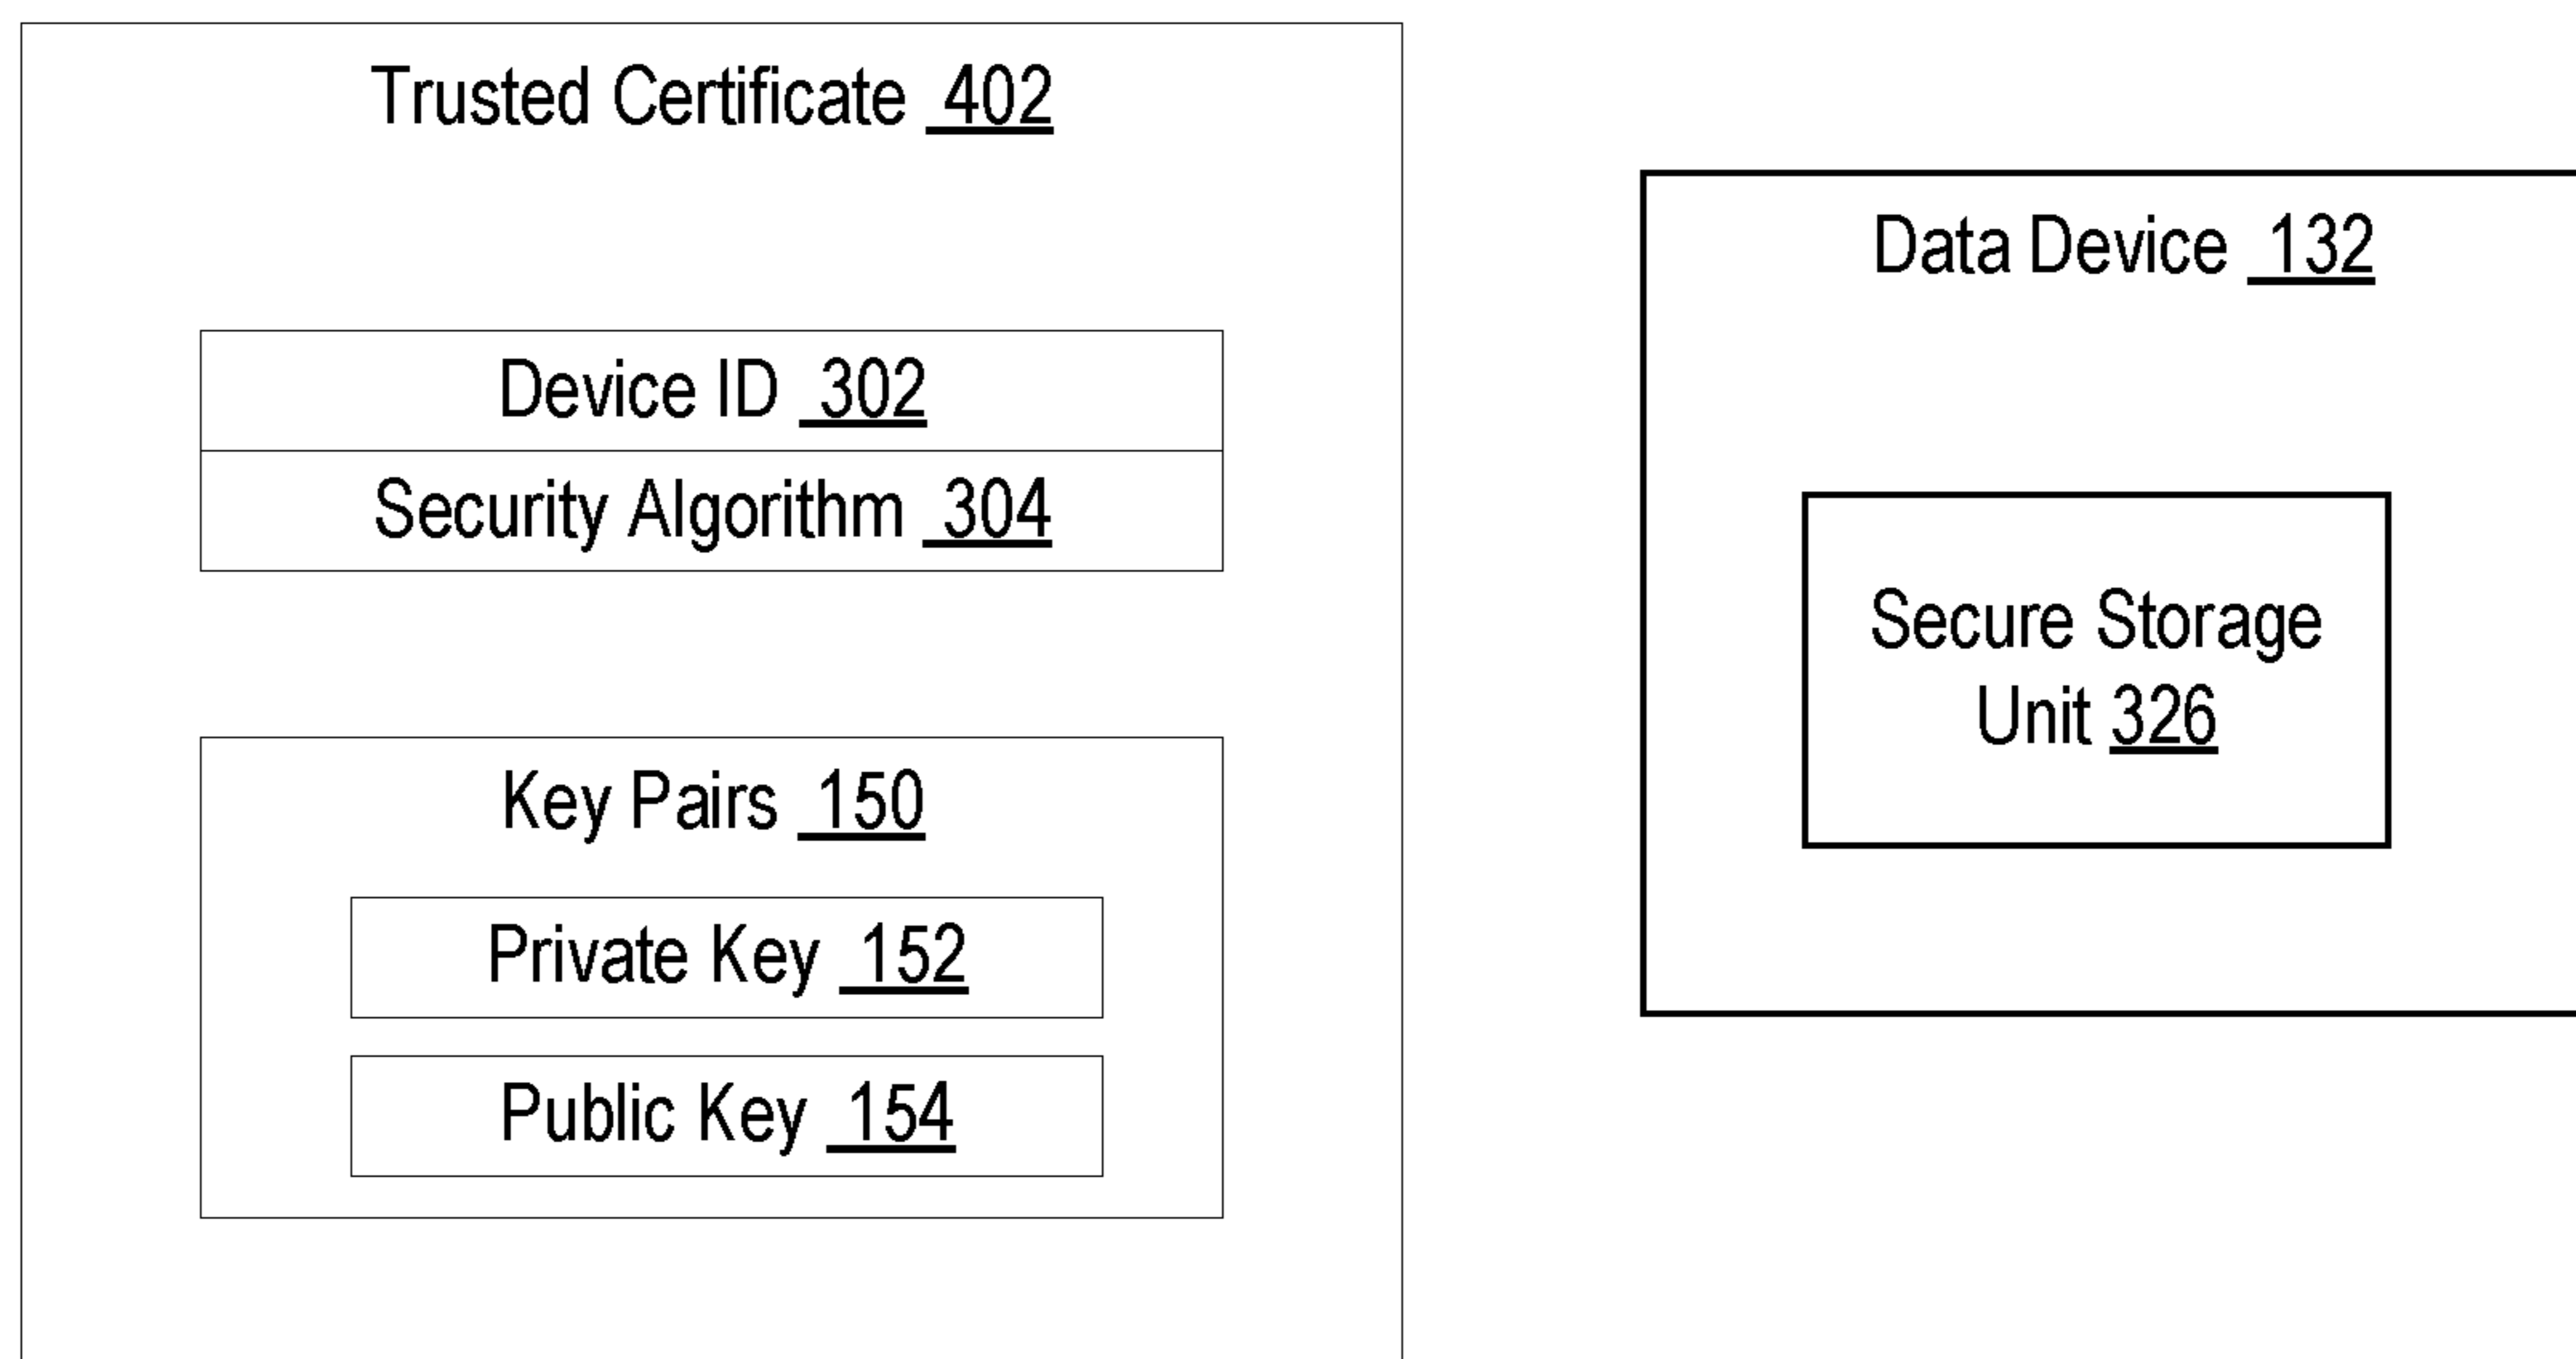 Trusted Certificate 402
Device ID 302
Security Algorithm 304
Key Pairs 150
Private Key 152
Public Key 154
Data Device 132
Secure Storage
Unit 326